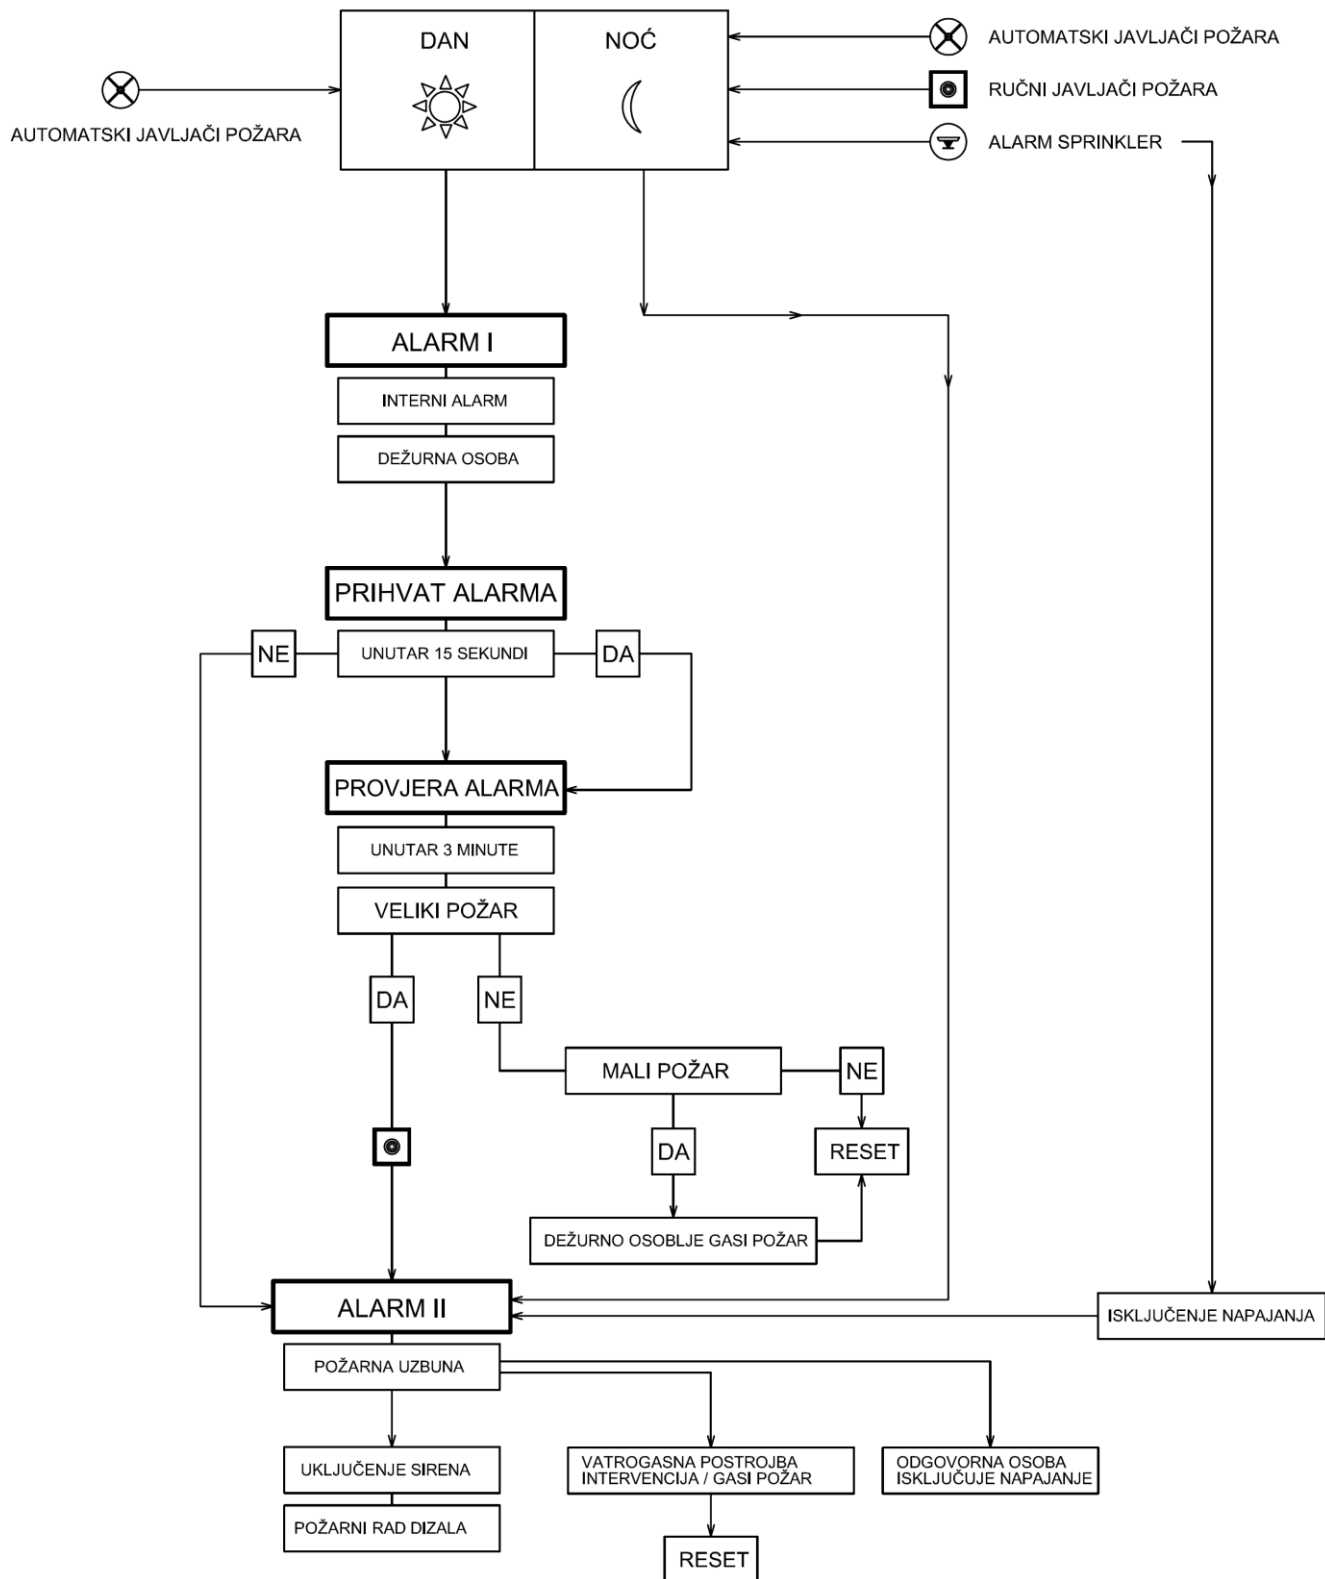 DAN
NOĆ
AUTOMATSKI JAVLJAČI POŽARA
RUČNI JAVLJAČI POŽARA
ALARM SPRINKLER
AUTOMATSKI JAVLJAČI POŽARA
ALARM I
INTERNI ALARM
DEŽURNA OSOBA
PRIHVAT ALARMA
NE
UNUTAR 15 SEKUNDI
DA
PROVJERA ALARMA
UNUTAR 3 MINUTE
VELIKI POŽAR
DA
NE
MALI POŽAR
NE
DA
RESET
DEŽURNO OSOBLJE GASI POŽAR
ALARM II
ISKLJUČENJE NAPAJANJA
POŽARNA UZBUNA
UKLJUČENJE SIRENA
VATROGASNA POSTROJBA
INTERVENCIJA / GASI POŽAR
ODGOVORNA OSOBA
ISKLJUČUJE NAPAJANJE
POŽARNI RAD DIZALA
RESET